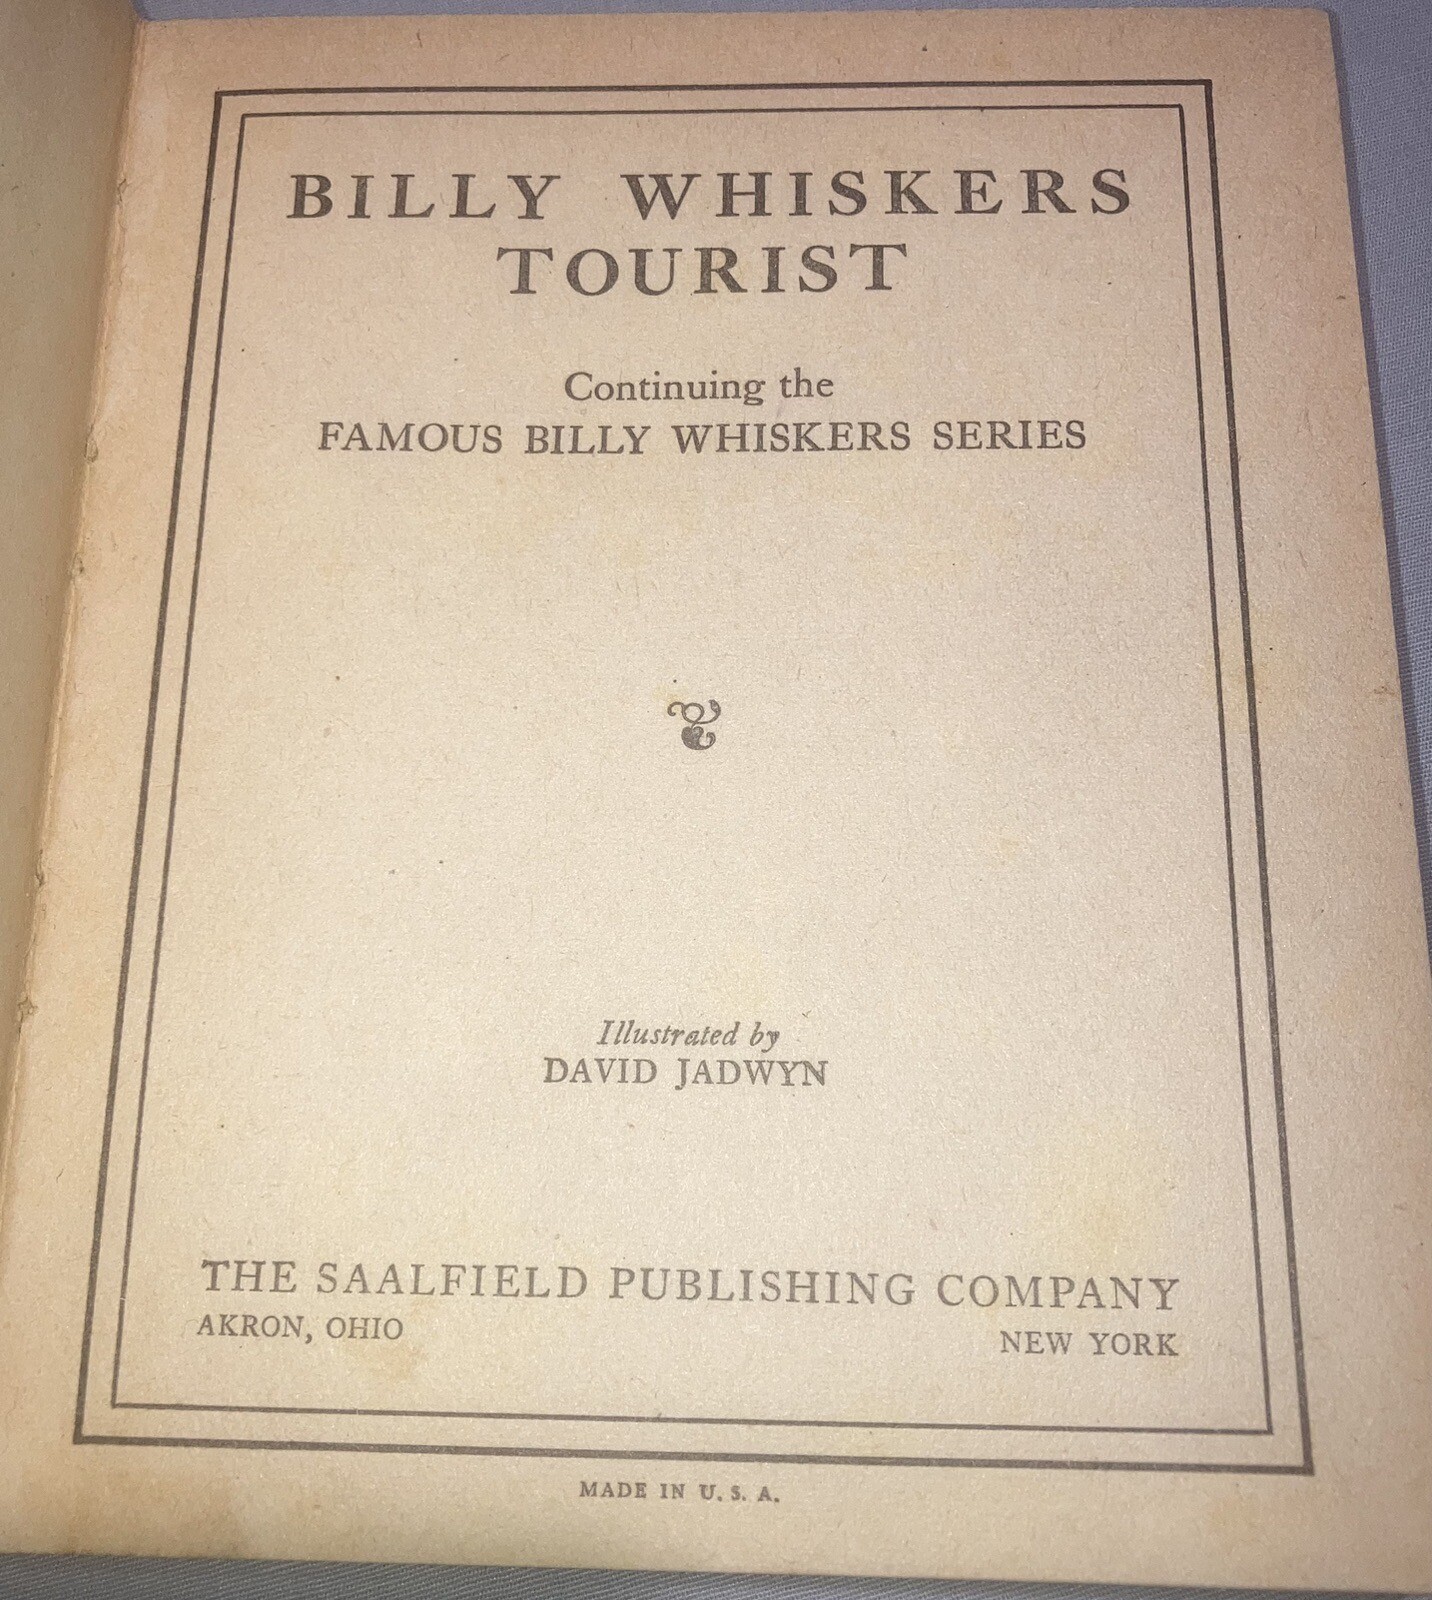 BILLY WHISKERS
TOURIST
Continuing the
FAMOUS BILLY WHISKERS SERIES
Illustrated by
DAVID JADWYN
THE SAALFIELD PUBLISHING COMPANY
AKRON, OHIO NEW YORK
MADE IN U. S. A.